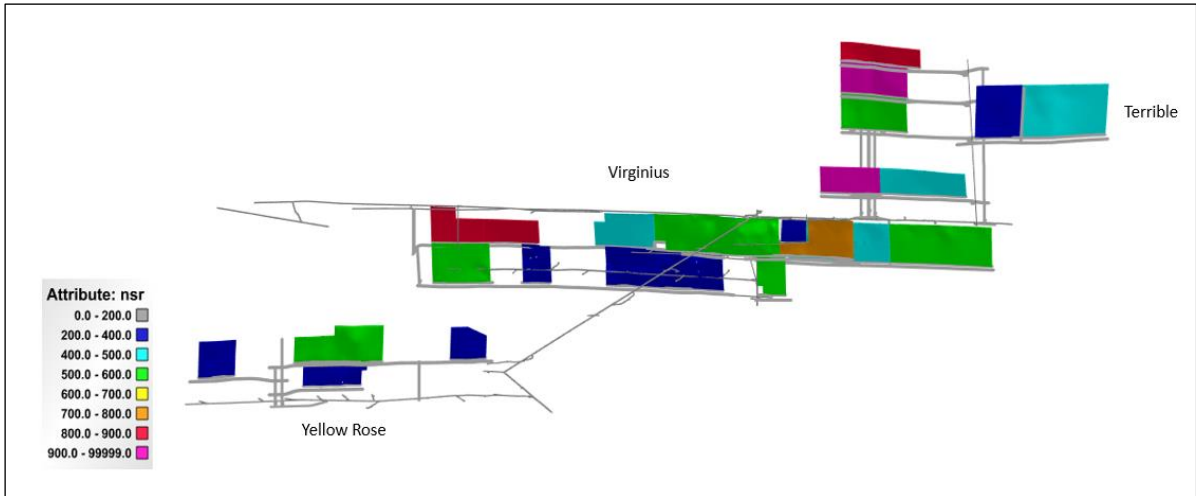 Terrible
Virginius
Attribute: nsr
0.0 - 200.0
200.0 - 400.0
400.0 - 500.0
500.0 - 600.0
600.0 - 700.0
700.0 - 800.0
800.0 - 900.0
900.0 - 99999.0
Yellow Rose